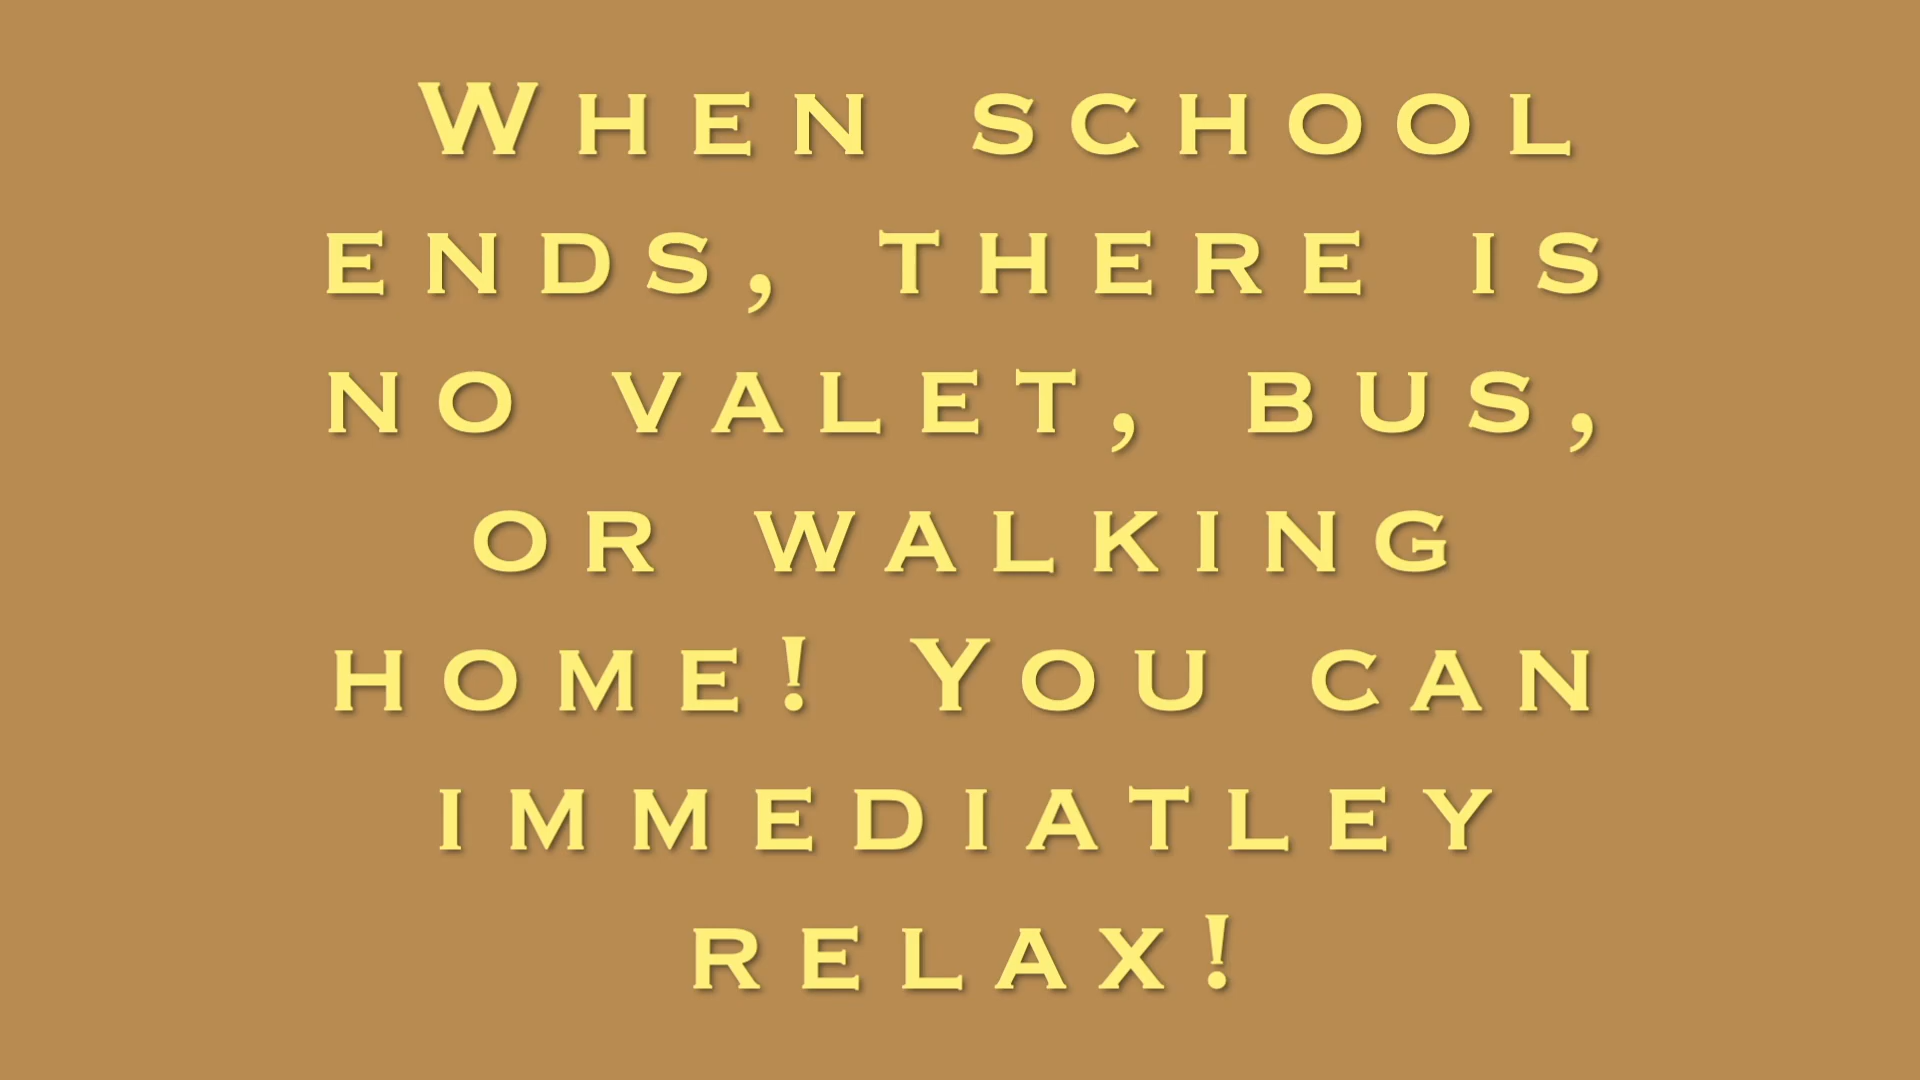 When school
ends, there is
no valet, bus,
or walking
home! You can
immediatley
relax!